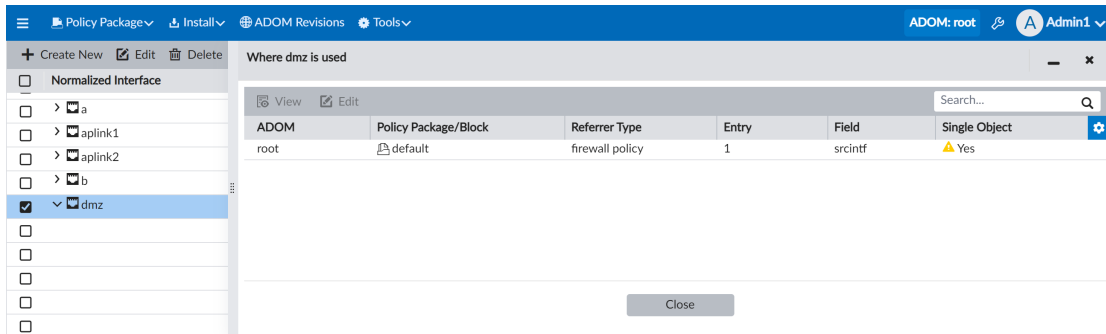 Policy Package Install ADOM Revisions Tools ADOM: root A Admin1
Create New Edit Delete
Where dmz is used
Normalized Interface
a
aplink1
aplink2
b
dmz
View Edit Search...
ADOM Policy Package/Block Referrer Type Entry Field Single Object
root default firewall policy 1 srcintf Yes
Close